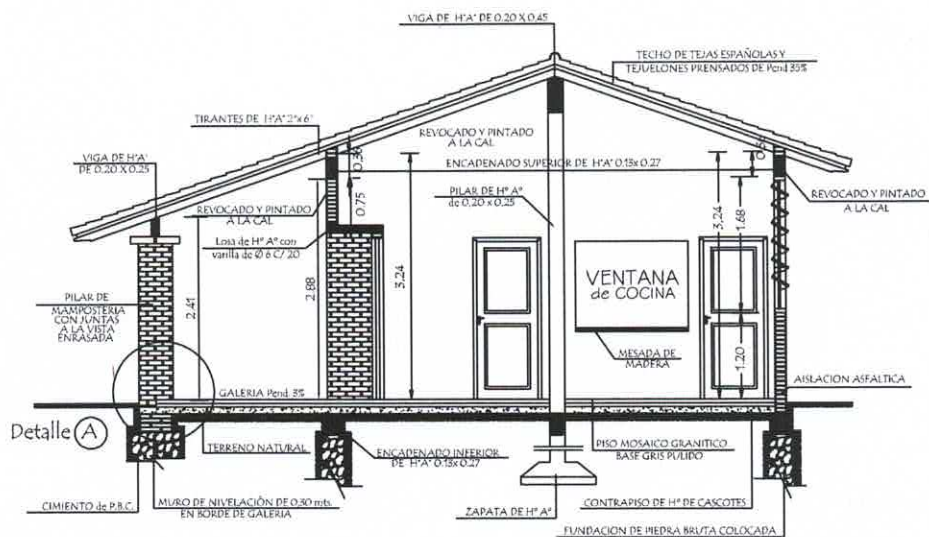 VIGA DE H°A° DE 0.20 X 0.45
TECHO DE TEJAS ESPAÑOLAS Y
TEJUELONES PRENSADOS DE Pend 35%
TIRANTES DE H°A° 2"x 6"
REVOCADO Y PINTADO
A LA CAL
VIGA DE H°A°
DE 0.20 X 0.25
0.30
ENCADENADO SUPERIOR DE H°A° 0.13x 0.27
PILAR DE H° A°
de 0.20 x 0.25
REVOCADO Y PINTADO
A LA CAL
REVOCADO Y PINTADO
A LA CAL
0.75
3.24
1.68
Losa de H° A° con
varilla de Ø 6 C/ 20
2.41
2.88
3.24
VENTANA
de COCINA
PILAR DE
MAMPOSTERIA
CON JUNTAS
A LA VISTA
ENRASADA
MESADA DE
MADERA
1.20
GALERIA Pend. 3%
AISLACION ASFALTICA
Detalle A
TERRENO NATURAL
ENCADENADO INFERIOR
DE H°A° 0.13x 0.27
PISO MOSAICO GRANITICO
BASE GRIS PULIDO
CIMIENTO de P.B.C.
MURO DE NIVELACIÓN DE 0.30 mts.
EN BORDE DE GALERIA
ZAPATA DE H° A°
CONTRAPISO DE H° DE CASCOTES
FUNDACION DE PIEDRA BRUTA COLOCADA